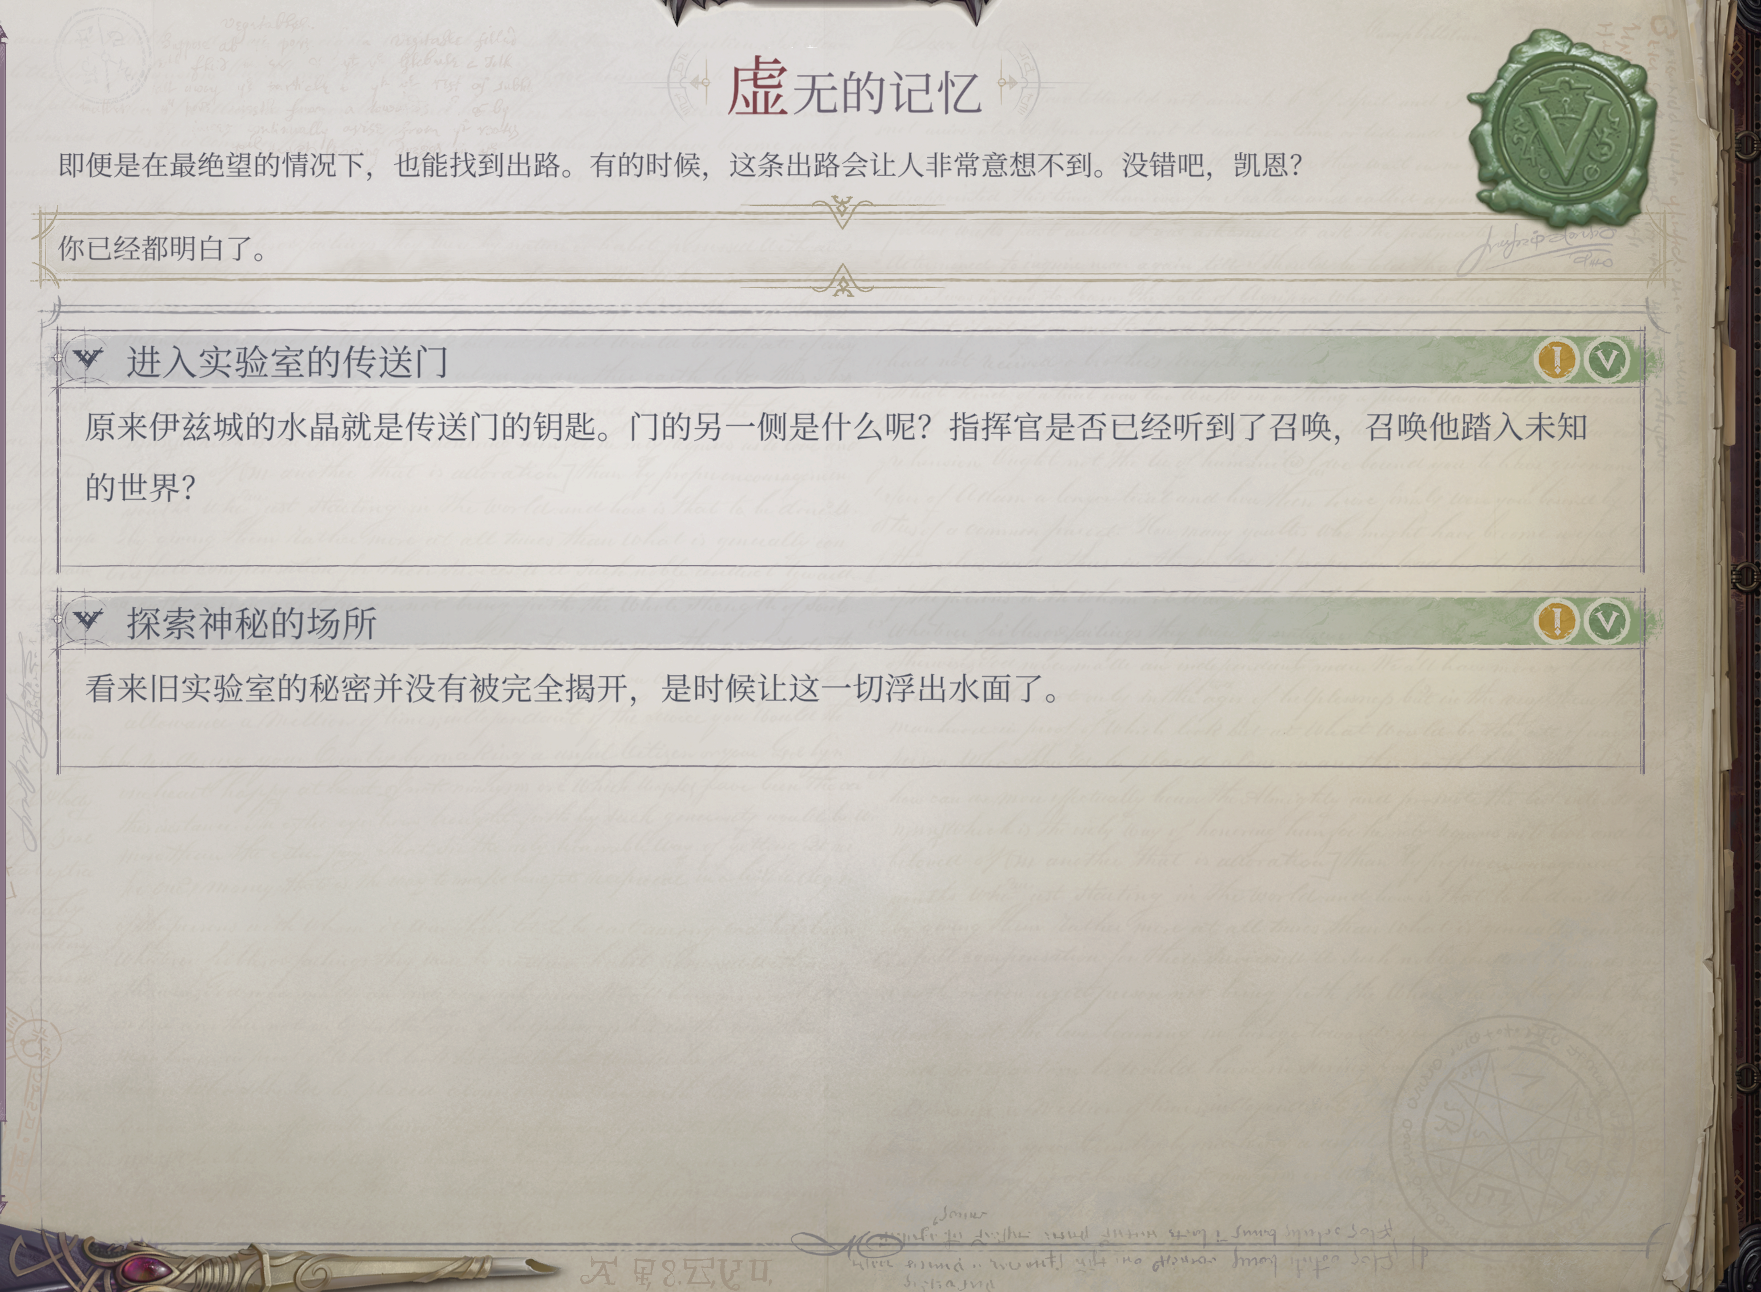 虚无的记忆
即便是在最绝望的情况下，也能找到出路。有的时候，这条出路会让人非常意想不到。没错吧，凯恩？
你已经都明白了。
进入实验室的传送门
原来伊兹城的水晶就是传送门的钥匙。门的另一侧是什么呢？指挥官是否已经听到了召唤，召唤他踏入未知
的世界？
探索神秘的场所
看来旧实验室的秘密并没有被完全揭开，是时候让这一切浮出水面了。